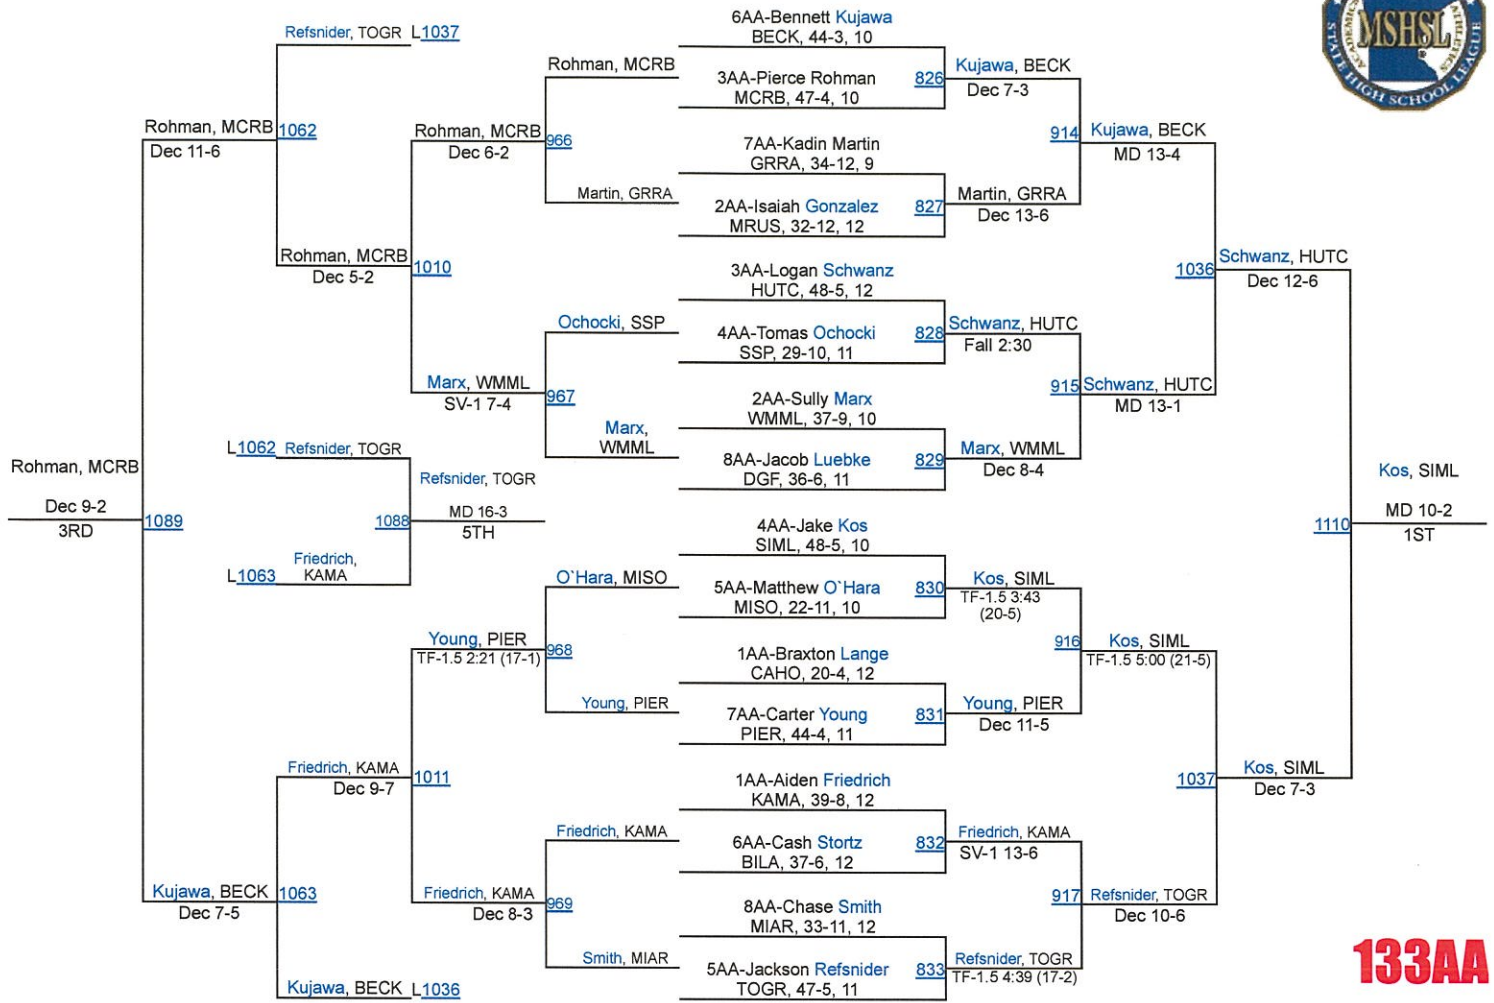 Refsnider, TOGR L1037
Rohman, MCRB
Dec 11-6
1062
Rohman, MCRB
Dec 5-2
1010
Rohman, MCRB
Dec 6-2
966
Rohman, MCRB
Martin, GRRA
Marx, WMML
SV-1 7-4
967
Ochocki, SSP
Marx,
WMML
L1062 Refsnider, TOGR
L1063
Friedrich,
KAMA
1088
Refsnider, TOGR
MD 16-3
5TH
Rohman, MCRB
Dec 9-2
3RD
1089
Young, PIER
TF-1.5 2:21 (17-1)
968
O`Hara, MISO
Young, PIER
Friedrich, KAMA
Dec 9-7
1011
Friedrich, KAMA
Dec 8-3
969
Friedrich, KAMA
Smith, MIAR
Kujawa, BECK
Dec 7-5
1063
Kujawa, BECK L1036
6AA-Bennett Kujawa
BECK, 44-3, 10
3AA-Pierce Rohman
MCRB, 47-4, 10
826
7AA-Kadin Martin
GRRA, 34-12, 9
2AA-Isaiah Gonzalez
MRUS, 32-12, 12
827
3AA-Logan Schwanz
HUTC, 48-5, 12
4AA-Tomas Ochocki
SSP, 29-10, 11
828
2AA-Sully Marx
WMML, 37-9, 10
8AA-Jacob Luebke
DGF, 36-6, 11
829
4AA-Jake Kos
SIML, 48-5, 10
5AA-Matthew O`Hara
MISO, 22-11, 10
830
1AA-Braxton Lange
CAHO, 20-4, 12
7AA-Carter Young
PIER, 44-4, 11
831
1AA-Aiden Friedrich
KAMA, 39-8, 12
6AA-Cash Stortz
BILA, 37-6, 12
832
8AA-Chase Smith
MIAR, 33-11, 12
5AA-Jackson Refsnider
TOGR, 47-5, 11
833
Kujawa, BECK
Dec 7-3
Martin, GRRA
Dec 13-6
914
Kujawa, BECK
MD 13-4
Schwanz, HUTC
Fall 2:30
Marx, WMML
Dec 8-4
915
Schwanz, HUTC
MD 13-1
1036
Schwanz, HUTC
Dec 12-6
Kos, SIML
TF-1.5 3:43
(20-5)
Young, PIER
Dec 11-5
916
Kos, SIML
TF-1.5 5:00 (21-5)
Friedrich, KAMA
SV-1 13-6
Refsnider, TOGR
TF-1.5 4:39 (17-2)
917
Refsnider, TOGR
Dec 10-6
1037
Kos, SIML
Dec 7-3
1110
Kos, SIML
MD 10-2
1ST
MSHSL
STATE HIGH SCHOOL LEAGUE
133AA